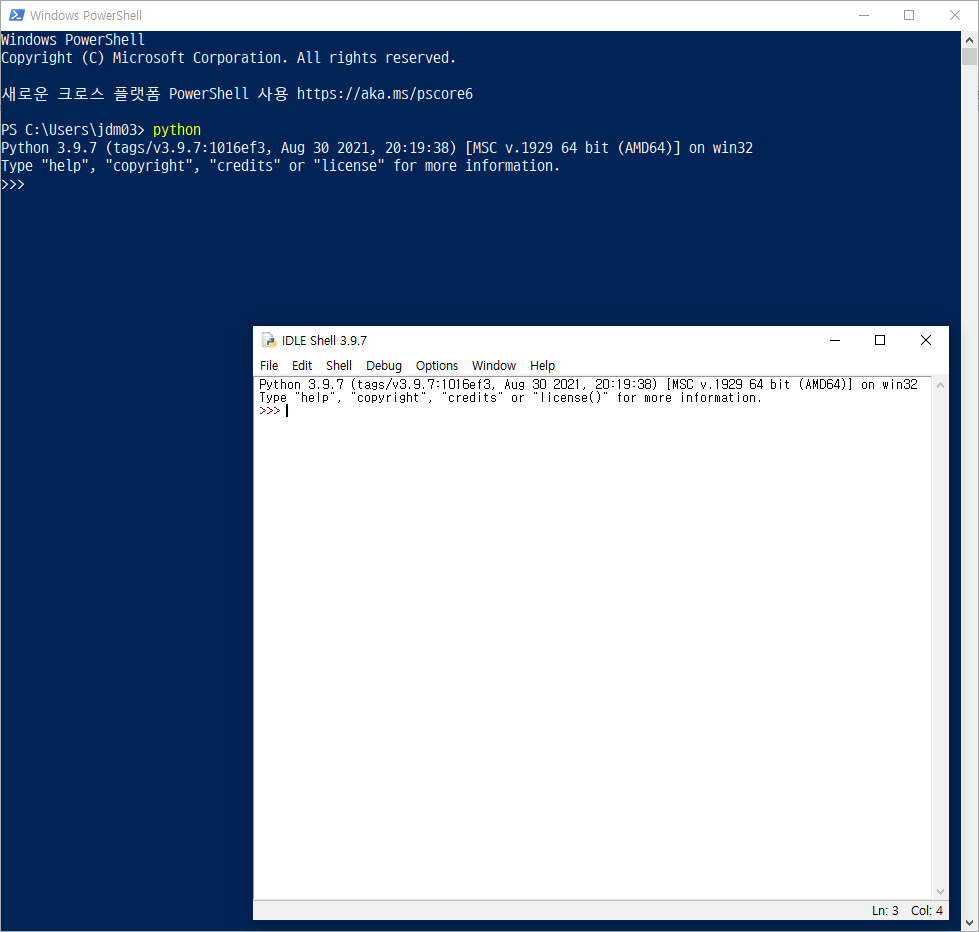 Windows PowerShell
Windows PowerShell
Copyright (C) Microsoft Corporation. All rights reserved.
새로운 크로스 플랫폼 PowerShell 사용 https://aka.ms/pscore6
PS C:\Users\jdm03> python
Python 3.9.7 (tags/v3.9.7:1016ef3, Aug 30 2021, 20:19:38) [MSC v.1929 64 bit (AMD64)] on win32
Type "help", "copyright", "credits" or "license" for more information.
>>>
IDLE Shell 3.9.7
File Edit Shell Debug Options Window Help
Python 3.9.7 (tags/v3.9.7:1016ef3, Aug 30 2021, 20:19:38) [MSC v.1929 64 bit (AMD64)] on win32
Type "help", "copyright", "credits" or "license()" for more information.
>>>
Ln: 3 Col: 4